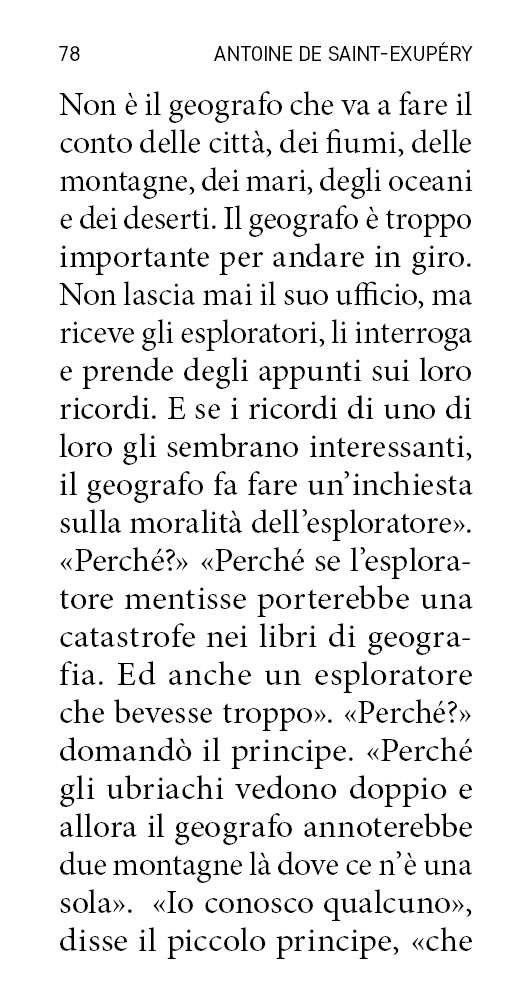 78 ANTOINE DE SAINT-EXUPÉRY
Non è il geografo che va a fare il
conto delle città, dei fiumi, delle
montagne, dei mari, degli oceani
e dei deserti. Il geografo è troppo
importante per andare in giro.
Non lascia mai il suo ufficio, ma
riceve gli esploratori, li interroga
e prende degli appunti sui loro
ricordi. E se i ricordi di uno di
loro gli sembrano interessanti,
il geografo fa fare un’inchiesta
sulla moralità dell’esploratore».
«Perché?» «Perché se l’esplora-
tore mentisse porterebbe una
catastrofe nei libri di geogra-
fia. Ed anche un esploratore
che bevesse troppo». «Perché?»
domandò il principe. «Perché
gli ubriachi vedono doppio e
allora il geografo annoterebbe
due montagne là dove ce n’è una
sola». «Io conosco qualcuno»,
disse il piccolo principe, «che